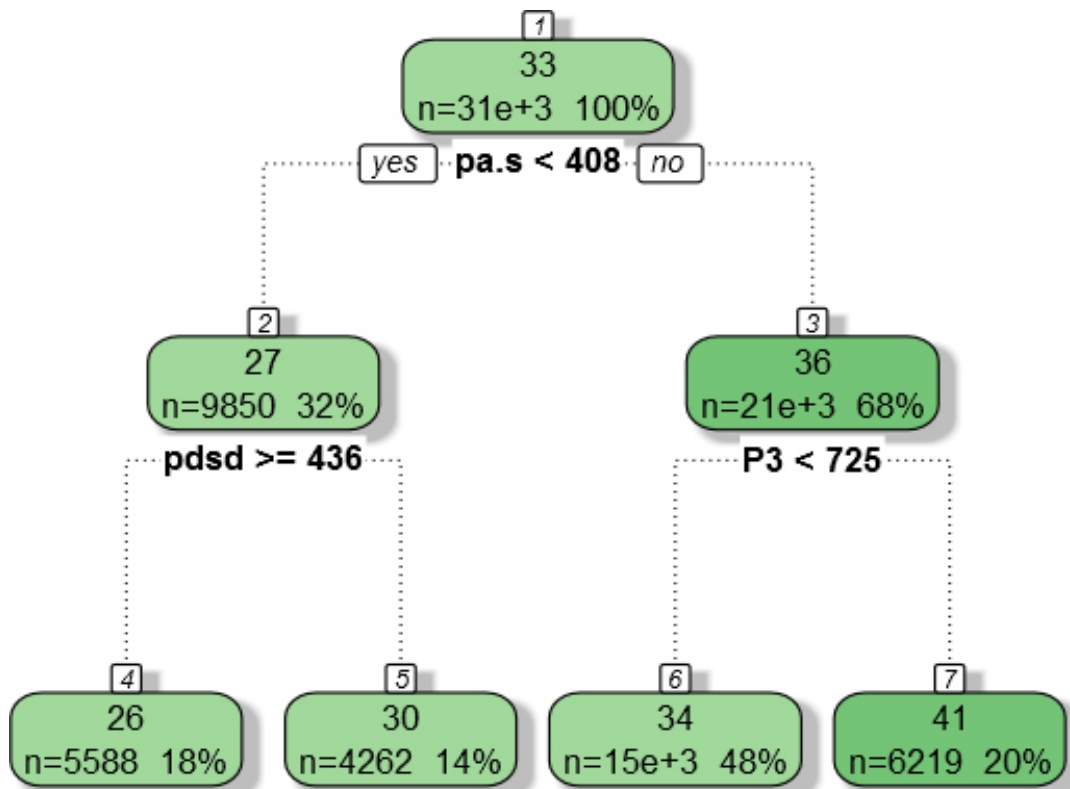 1
33
n=31e+3 100%
yes pa.s < 408 no
2
27
n=9850 32%
3
36
n=21e+3 68%
pdsd >= 436
P3 < 725
4
26
n=5588 18%
5
30
n=4262 14%
6
34
n=15e+3 48%
7
41
n=6219 20%